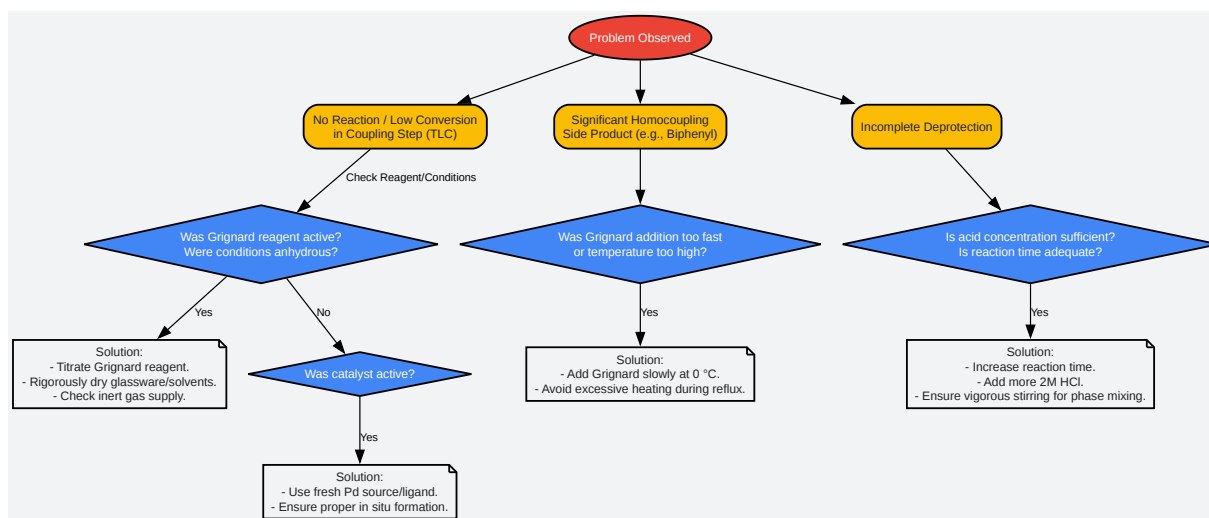 Problem Observed
No Reaction / Low Conversion
in Coupling Step (TLC)
Significant Homocoupling
Side Product (e.g., Biphenyl)
Incomplete Deprotection
Check Reagent/Conditions
Was Grignard reagent active?
Were conditions anhydrous?
Was Grignard addition too fast
or temperature too high?
Is acid concentration sufficient?
Is reaction time adequate?
Yes
No
Yes
Yes
Solution:
- Titrate Grignard reagent.
- Rigorously dry glassware/solvents.
- Check inert gas supply.
Was catalyst active?
Solution:
- Add Grignard slowly at 0 °C.
- Avoid excessive heating during reflux.
Solution:
- Increase reaction time.
- Add more 2M HCl.
- Ensure vigorous stirring for phase mixing.
Yes
Solution:
- Use fresh Pd source/ligand.
- Ensure proper in situ formation.